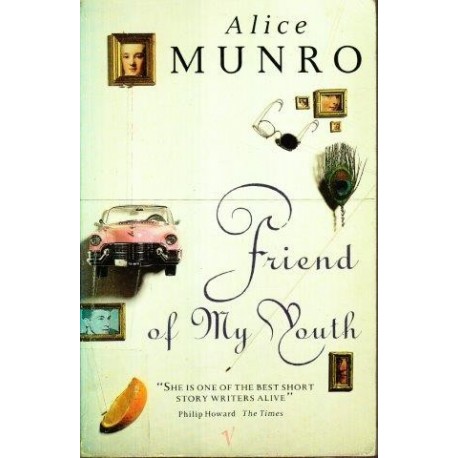 Alice
MUNRO
Friend
of My Youth
"SHE IS ONE OF THE BEST SHORT
STORY WRITERS ALIVE"
Philip Howard The Times
V